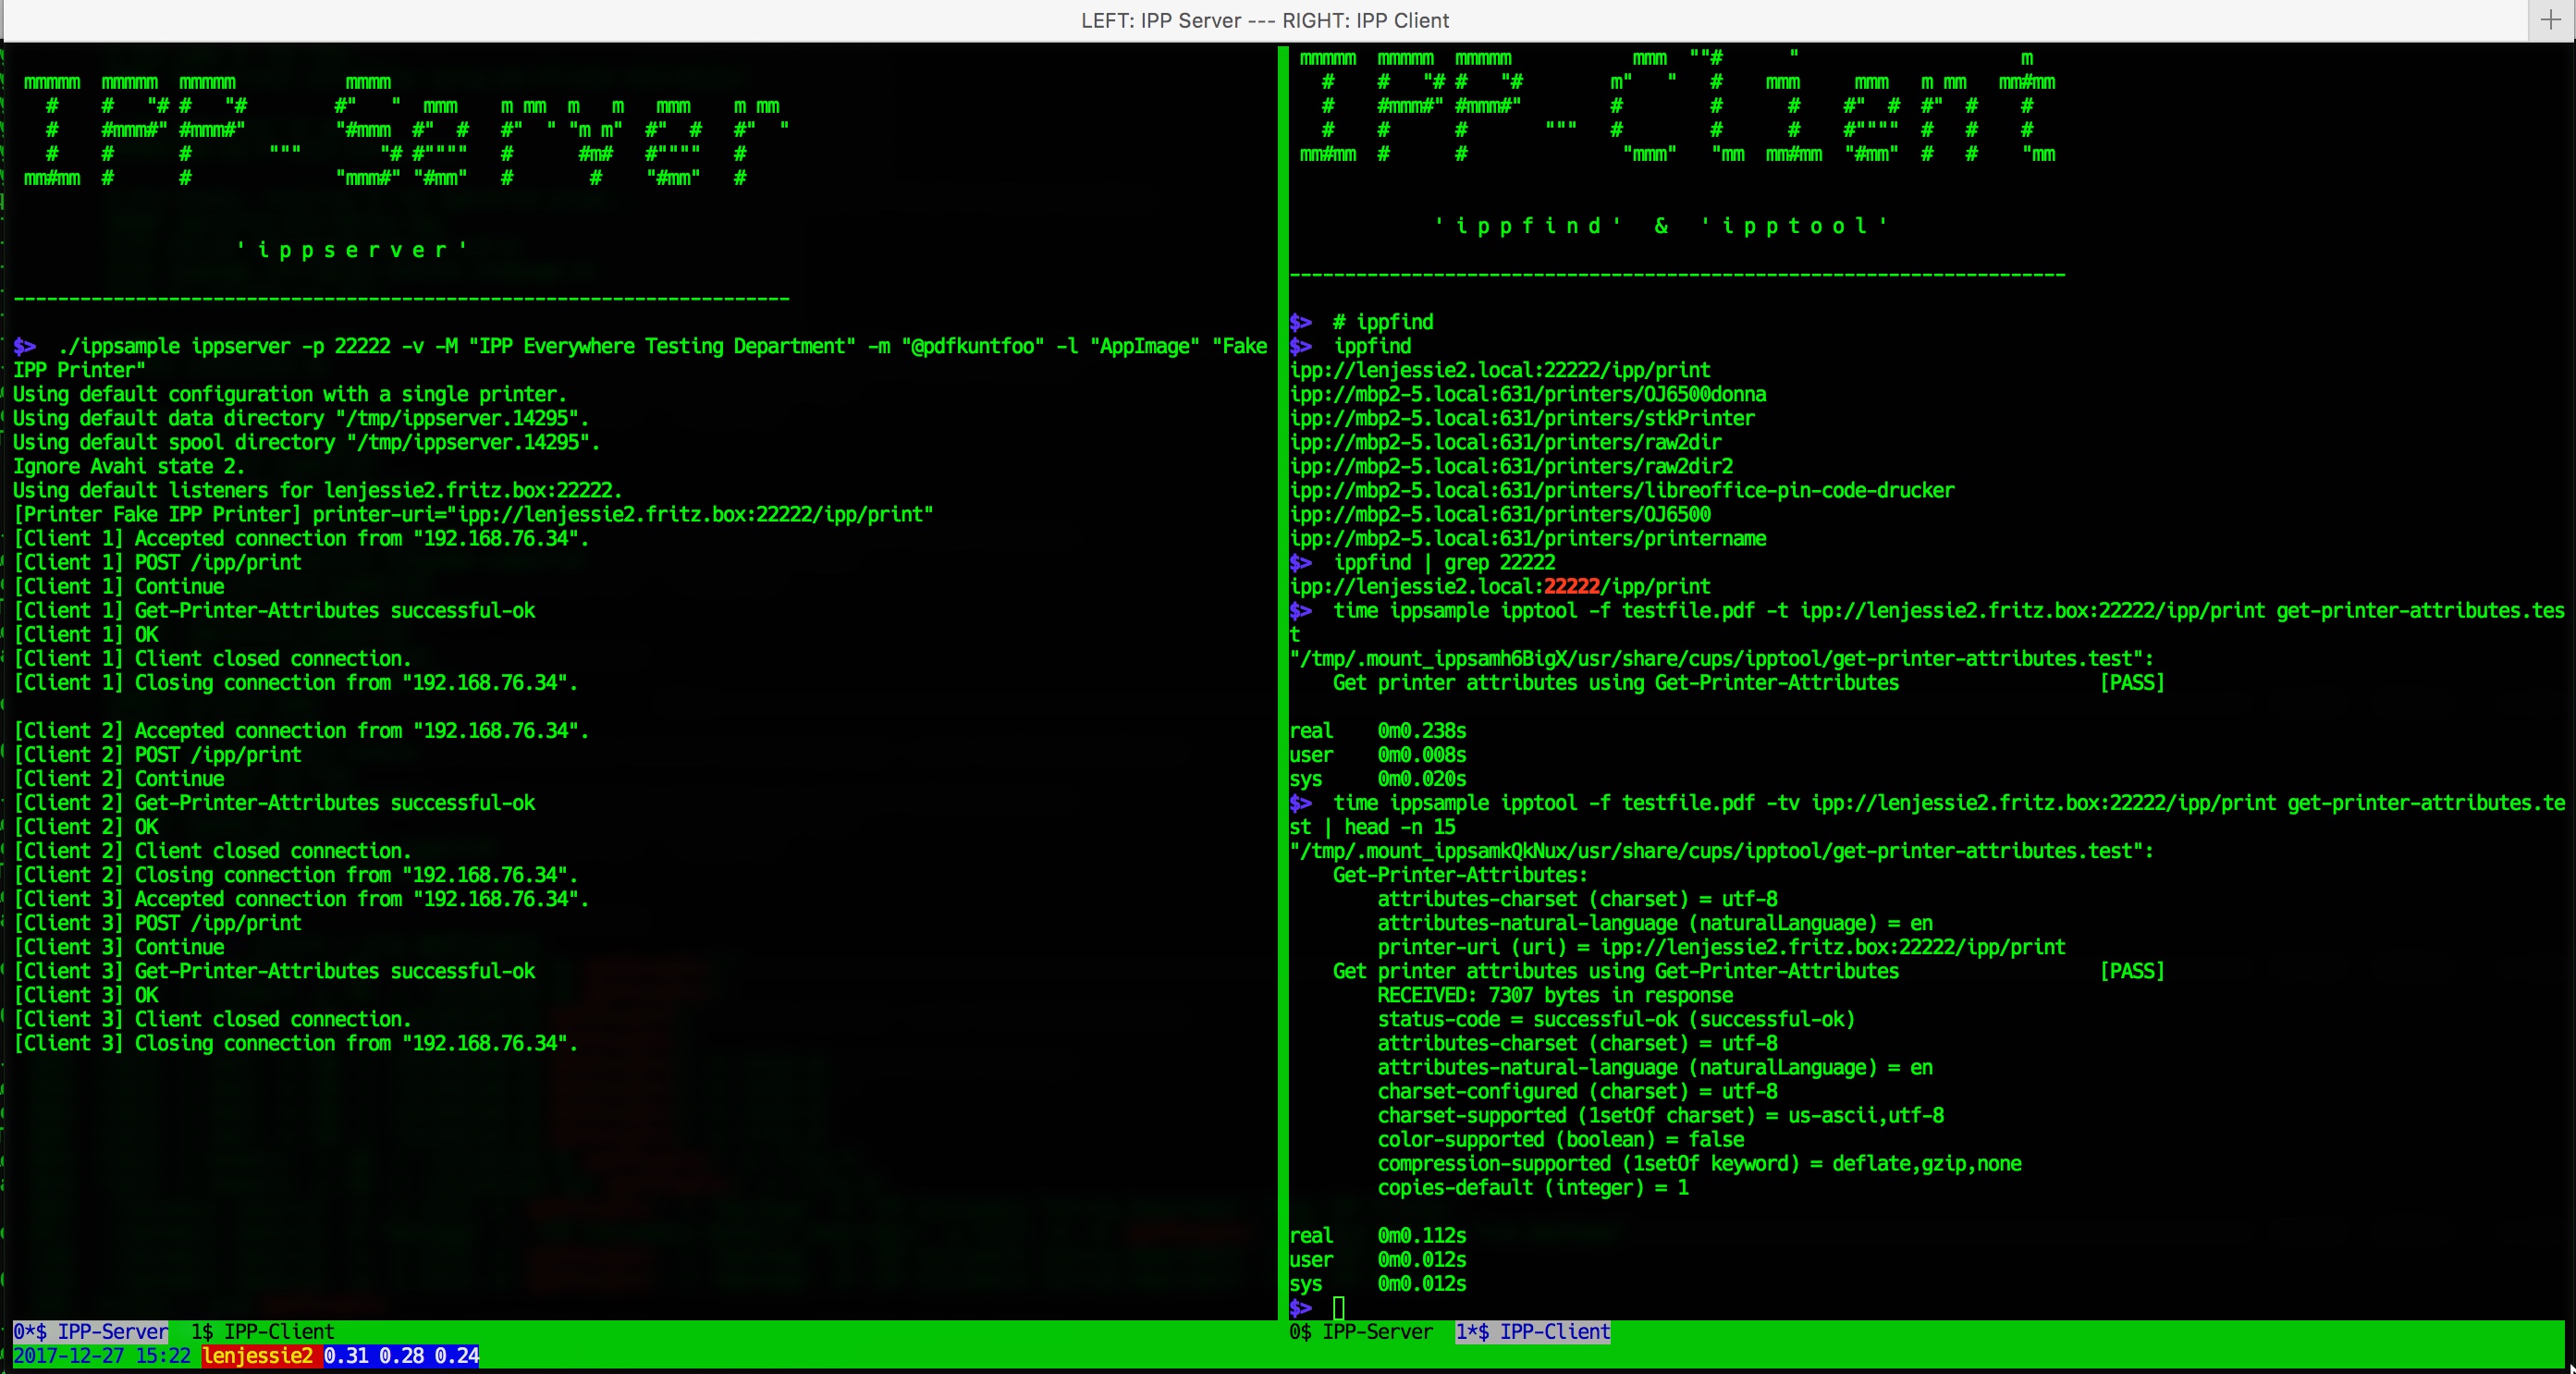 LEFT: IPP Server --- RIGHT: IPP Client
IPP-Server
'ippserver'
----------------------------------------------------------------------
$> ./ippsample ippserver -p 22222 -v -M "IPP Everywhere Testing Department" -m "@pdfkuntfoo" -l "AppImage" "Fake
IPP Printer"
Using default configuration with a single printer.
Using default data directory "/tmp/ippserver.14295".
Using default spool directory "/tmp/ippserver.14295".
Ignore Avahi state 2.
Using default listeners for lenjessie2.fritz.box:22222.
[Printer Fake IPP Printer] printer-uri="ipp://lenjessie2.fritz.box:22222/ipp/print"
[Client 1] Accepted connection from "192.168.76.34".
[Client 1] POST /ipp/print
[Client 1] Continue
[Client 1] Get-Printer-Attributes successful-ok
[Client 1] OK
[Client 1] Client closed connection.
[Client 1] Closing connection from "192.168.76.34".
[Client 2] Accepted connection from "192.168.76.34".
[Client 2] POST /ipp/print
[Client 2] Continue
[Client 2] Get-Printer-Attributes successful-ok
[Client 2] OK
[Client 2] Client closed connection.
[Client 2] Closing connection from "192.168.76.34".
[Client 3] Accepted connection from "192.168.76.34".
[Client 3] POST /ipp/print
[Client 3] Continue
[Client 3] Get-Printer-Attributes successful-ok
[Client 3] OK
[Client 3] Client closed connection.
[Client 3] Closing connection from "192.168.76.34".
IPP-Client
'ippfind' & 'ipptool'
----------------------------------------------------------------------
$> # ippfind
$> ippfind
ipp://lenjessie2.local:22222/ipp/print
ipp://mbp2-5.local:631/printers/OJ6500donna
ipp://mbp2-5.local:631/printers/stkPrinter
ipp://mbp2-5.local:631/printers/raw2dir
ipp://mbp2-5.local:631/printers/raw2dir2
ipp://mbp2-5.local:631/printers/libreoffice-pin-code-drucker
ipp://mbp2-5.local:631/printers/OJ6500
ipp://mbp2-5.local:631/printers/printername
$> ippfind | grep 22222
ipp://lenjessie2.local:22222/ipp/print
$> time ippsample ipptool -f testfile.pdf -t ipp://lenjessie2.fritz.box:22222/ipp/print get-printer-attributes.tes
t
"/tmp/.mount_ippsamh6BigX/usr/share/cups/ipptool/get-printer-attributes.test":
Get printer attributes using Get-Printer-Attributes [PASS]
real 0m0.238s
user 0m0.008s
sys 0m0.020s
$> time ippsample ipptool -f testfile.pdf -tv ipp://lenjessie2.fritz.box:22222/ipp/print get-printer-attributes.te
st | head -n 15
"/tmp/.mount_ippsamkQkNux/usr/share/cups/ipptool/get-printer-attributes.test":
Get-Printer-Attributes:
attributes-charset (charset) = utf-8
attributes-natural-language (naturalLanguage) = en
printer-uri (uri) = ipp://lenjessie2.fritz.box:22222/ipp/print
Get printer attributes using Get-Printer-Attributes [PASS]
RECEIVED: 7307 bytes in response
status-code = successful-ok (successful-ok)
attributes-charset (charset) = utf-8
attributes-natural-language (naturalLanguage) = en
charset-configured (charset) = utf-8
charset-supported (1setOf charset) = us-ascii,utf-8
color-supported (boolean) = false
compression-supported (1setOf keyword) = deflate,gzip,none
copies-default (integer) = 1
real 0m0.112s
user 0m0.012s
sys 0m0.012s
$>
0*$ IPP-Server 1$ IPP-Client
0$ IPP-Server 1*$ IPP-Client
2017-12-27 15:22 lenjessie2 0.31 0.28 0.24